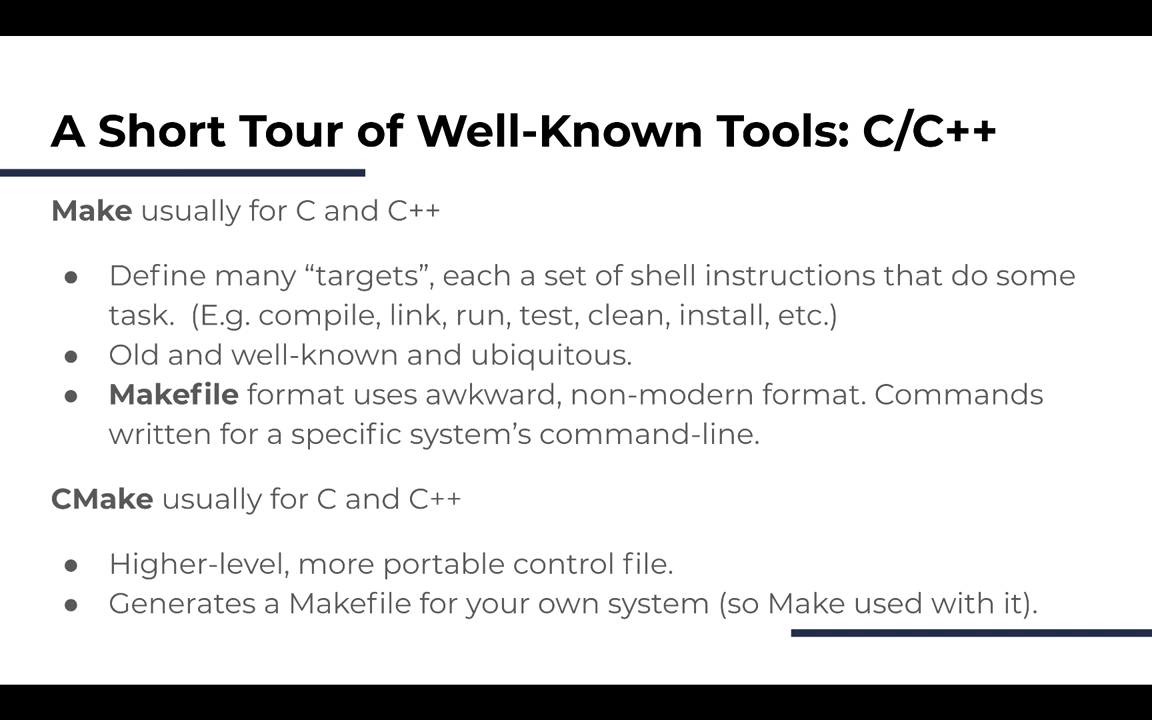 A Short Tour of Well-Known Tools: C/C++
Make usually for C and C++
● Define many “targets”, each a set of shell instructions that do some
task.  (E.g. compile, link, run, test, clean, install, etc.)
● Old and well-known and ubiquitous.
● Makefile format uses awkward, non-modern format. Commands
written for a specific system’s command-line.
CMake usually for C and C++
● Higher-level, more portable control file.
● Generates a Makefile for your own system (so Make used with it).